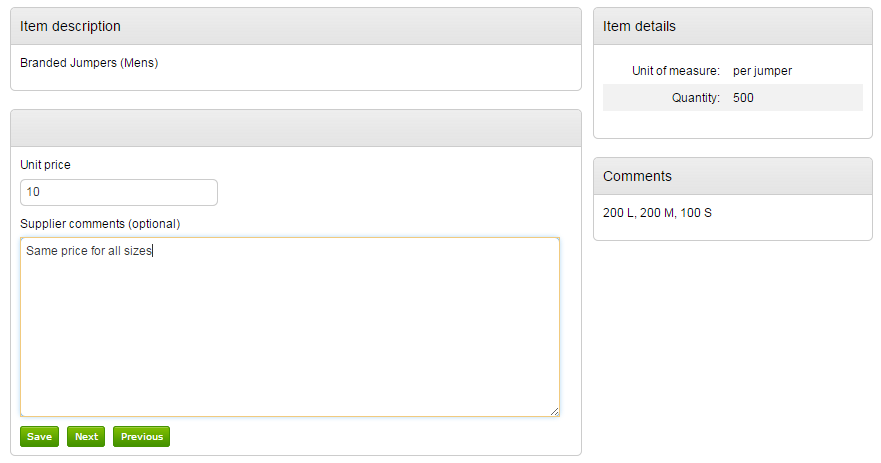 Item description
Branded Jumpers (Mens)
Unit price
10
Supplier comments (optional)
Same price for all sizes
Save Next Previous
Item details
Unit of measure: per jumper
Quantity: 500
Comments
200 L, 200 M, 100 S